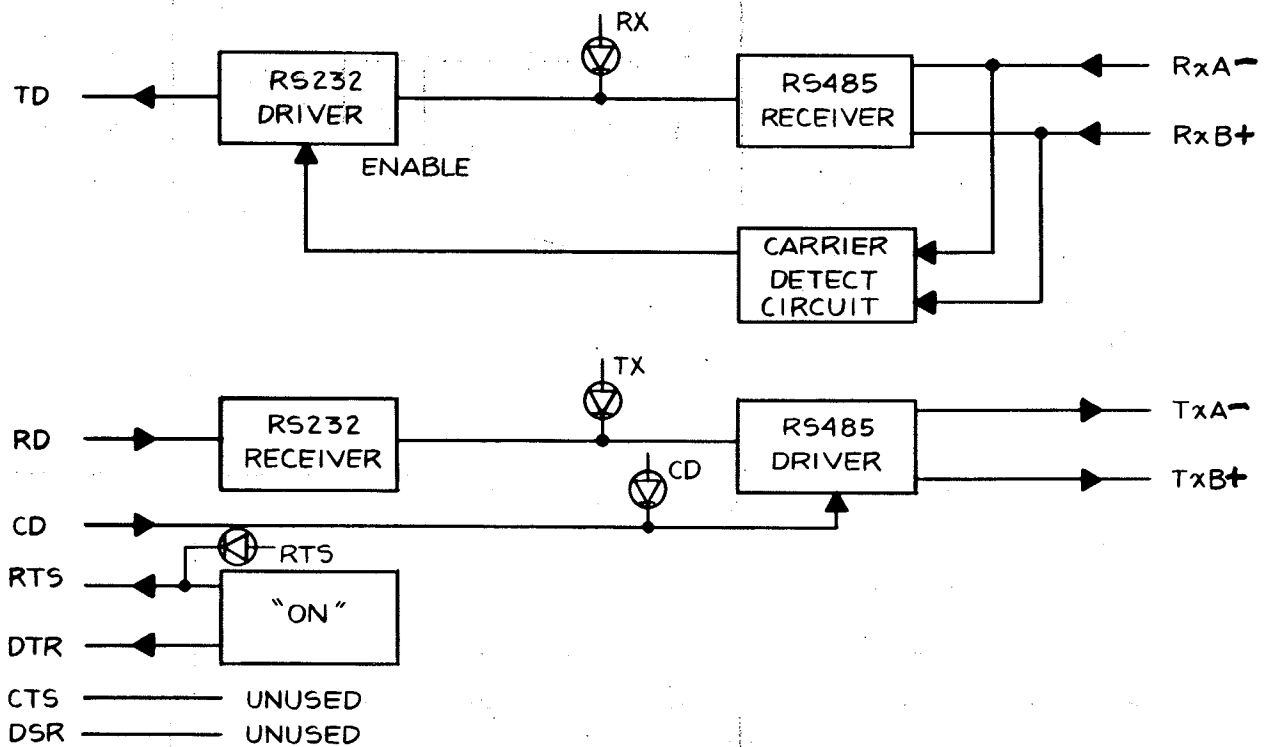 RX
TD
RS232
DRIVER
RS485
RECEIVER
RxA-
RxB+
ENABLE
CARRIER
DETECT
CIRCUIT
TX
RD
RS232
RECEIVER
RS485
DRIVER
TxA-
TxB+
CD
CD
RTS
RTS
"ON"
DTR
CTS
UNUSED
DSR
UNUSED